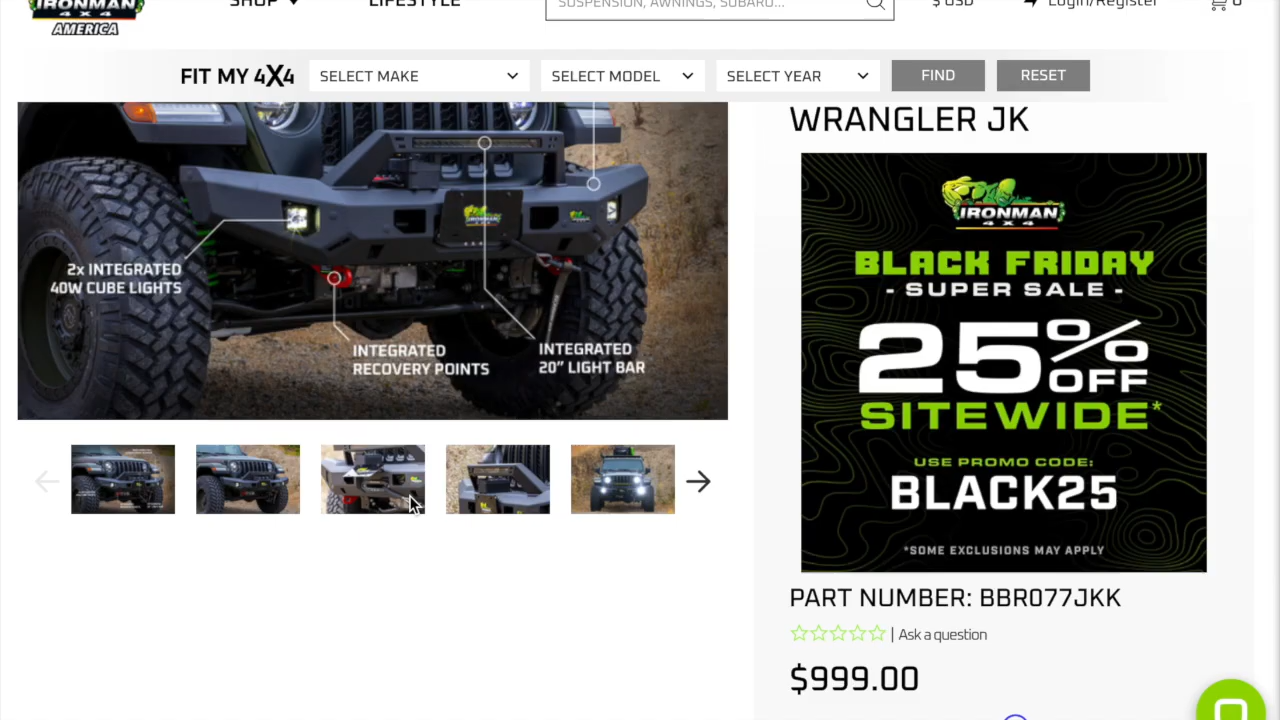 IRONMAN
4X4
AMERICA
SHOP
LIFESTYLE
SUSPENSION, AWNINGS, SUBARU...
$ USD
Login/Register
0
FIT MY 4X4
SELECT MAKE
SELECT MODEL
SELECT YEAR
FIND
RESET
2x INTEGRATED
40W CUBE LIGHTS
INTEGRATED
RECOVERY POINTS
INTEGRATED
20" LIGHT BAR
WRANGLER JK
IRONMAN
4X4
BLACK FRIDAY
- SUPER SALE -
25% OFF
SITEWIDE*
USE PROMO CODE:
BLACK25
*SOME EXCLUSIONS MAY APPLY
PART NUMBER: BBR077JKK
| Ask a question
$999.00